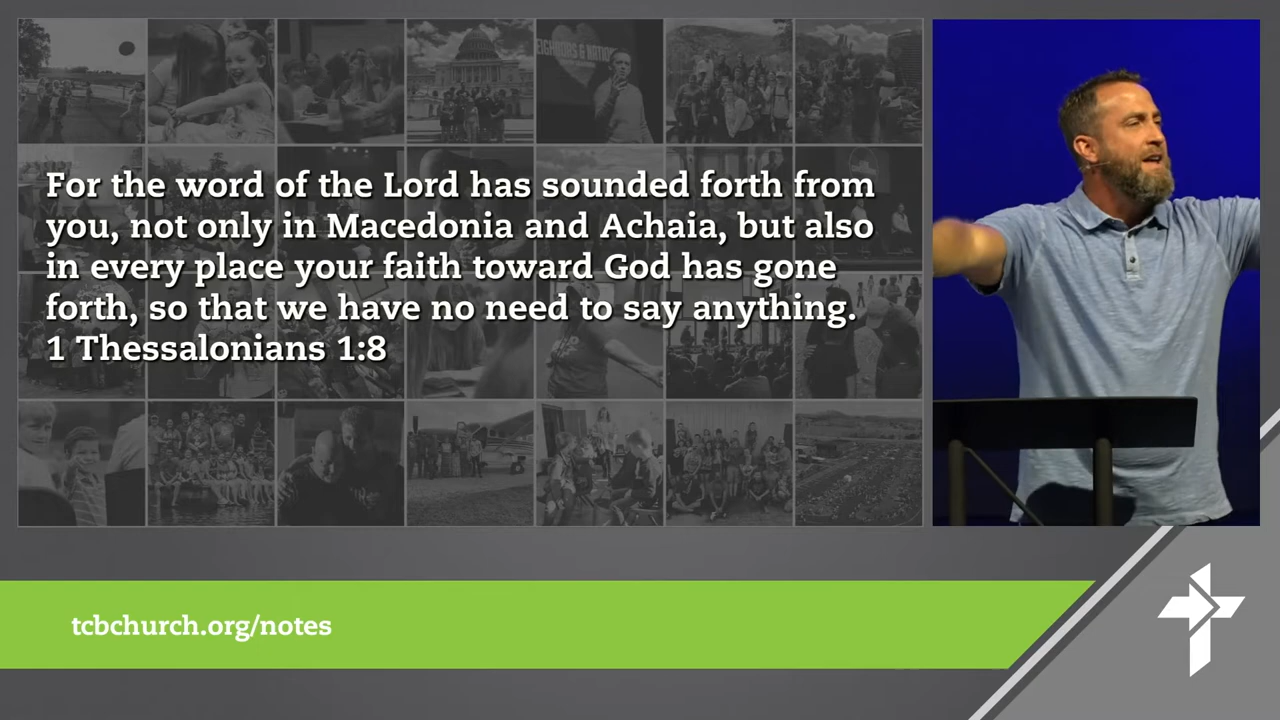 EIGHBORS & NATI
For the word of the Lord has sounded forth from
you, not only in Macedonia and Achaia, but also
in every place your faith toward God has gone
forth, so that we have no need to say anything.
1 Thessalonians 1:8
tcbchurch.org/notes